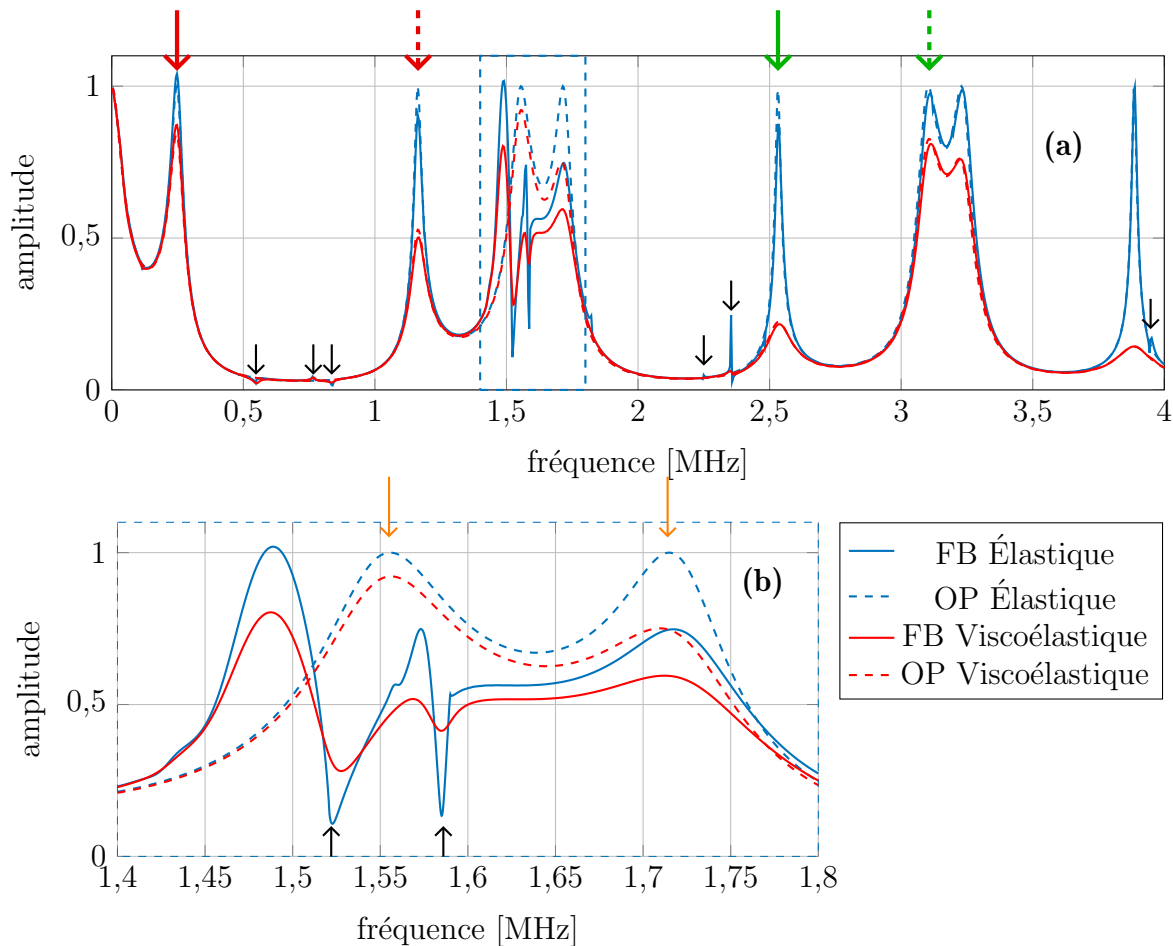 amplitude
1
0,5
0
(a)
0 0,5 1 1,5 2 2,5 3 3,5 4
fréquence [MHz]
amplitude
1
0,5
0
(b)
1,4 1,45 1,5 1,55 1,6 1,65 1,7 1,75 1,8
fréquence [MHz]
FB Élastique
OP Élastique
FB Viscoélastique
OP Viscoélastique